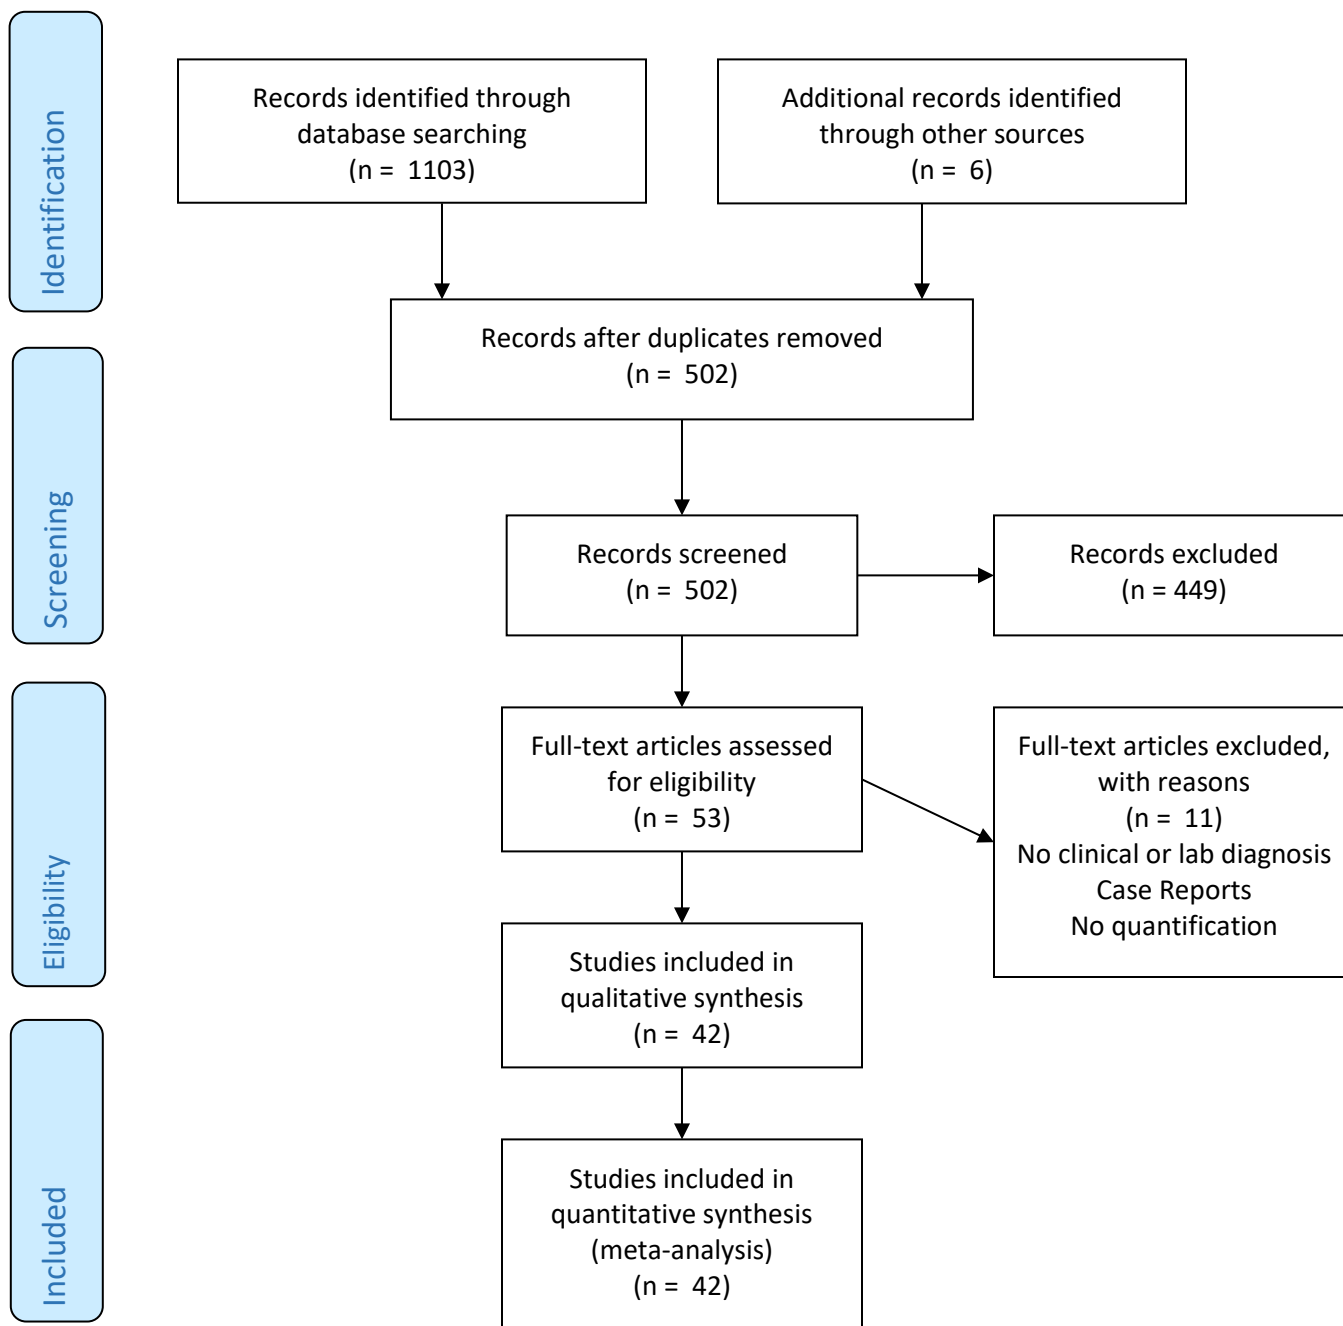 Identification
Records identified through
database searching
(n =  1103)
Additional records identified
through other sources
(n =  6)
Records after duplicates removed
(n =  502)
Screening
Records screened
(n =  502)
Records excluded
(n = 449)
Eligibility
Full-text articles assessed
for eligibility
(n =  53)
Full-text articles excluded,
with reasons
(n =  11)
No clinical or lab diagnosis
Case Reports
No quantification
Studies included in
qualitative synthesis
(n =  42)
Included
Studies included in
quantitative synthesis
(meta-analysis)
(n =  42)